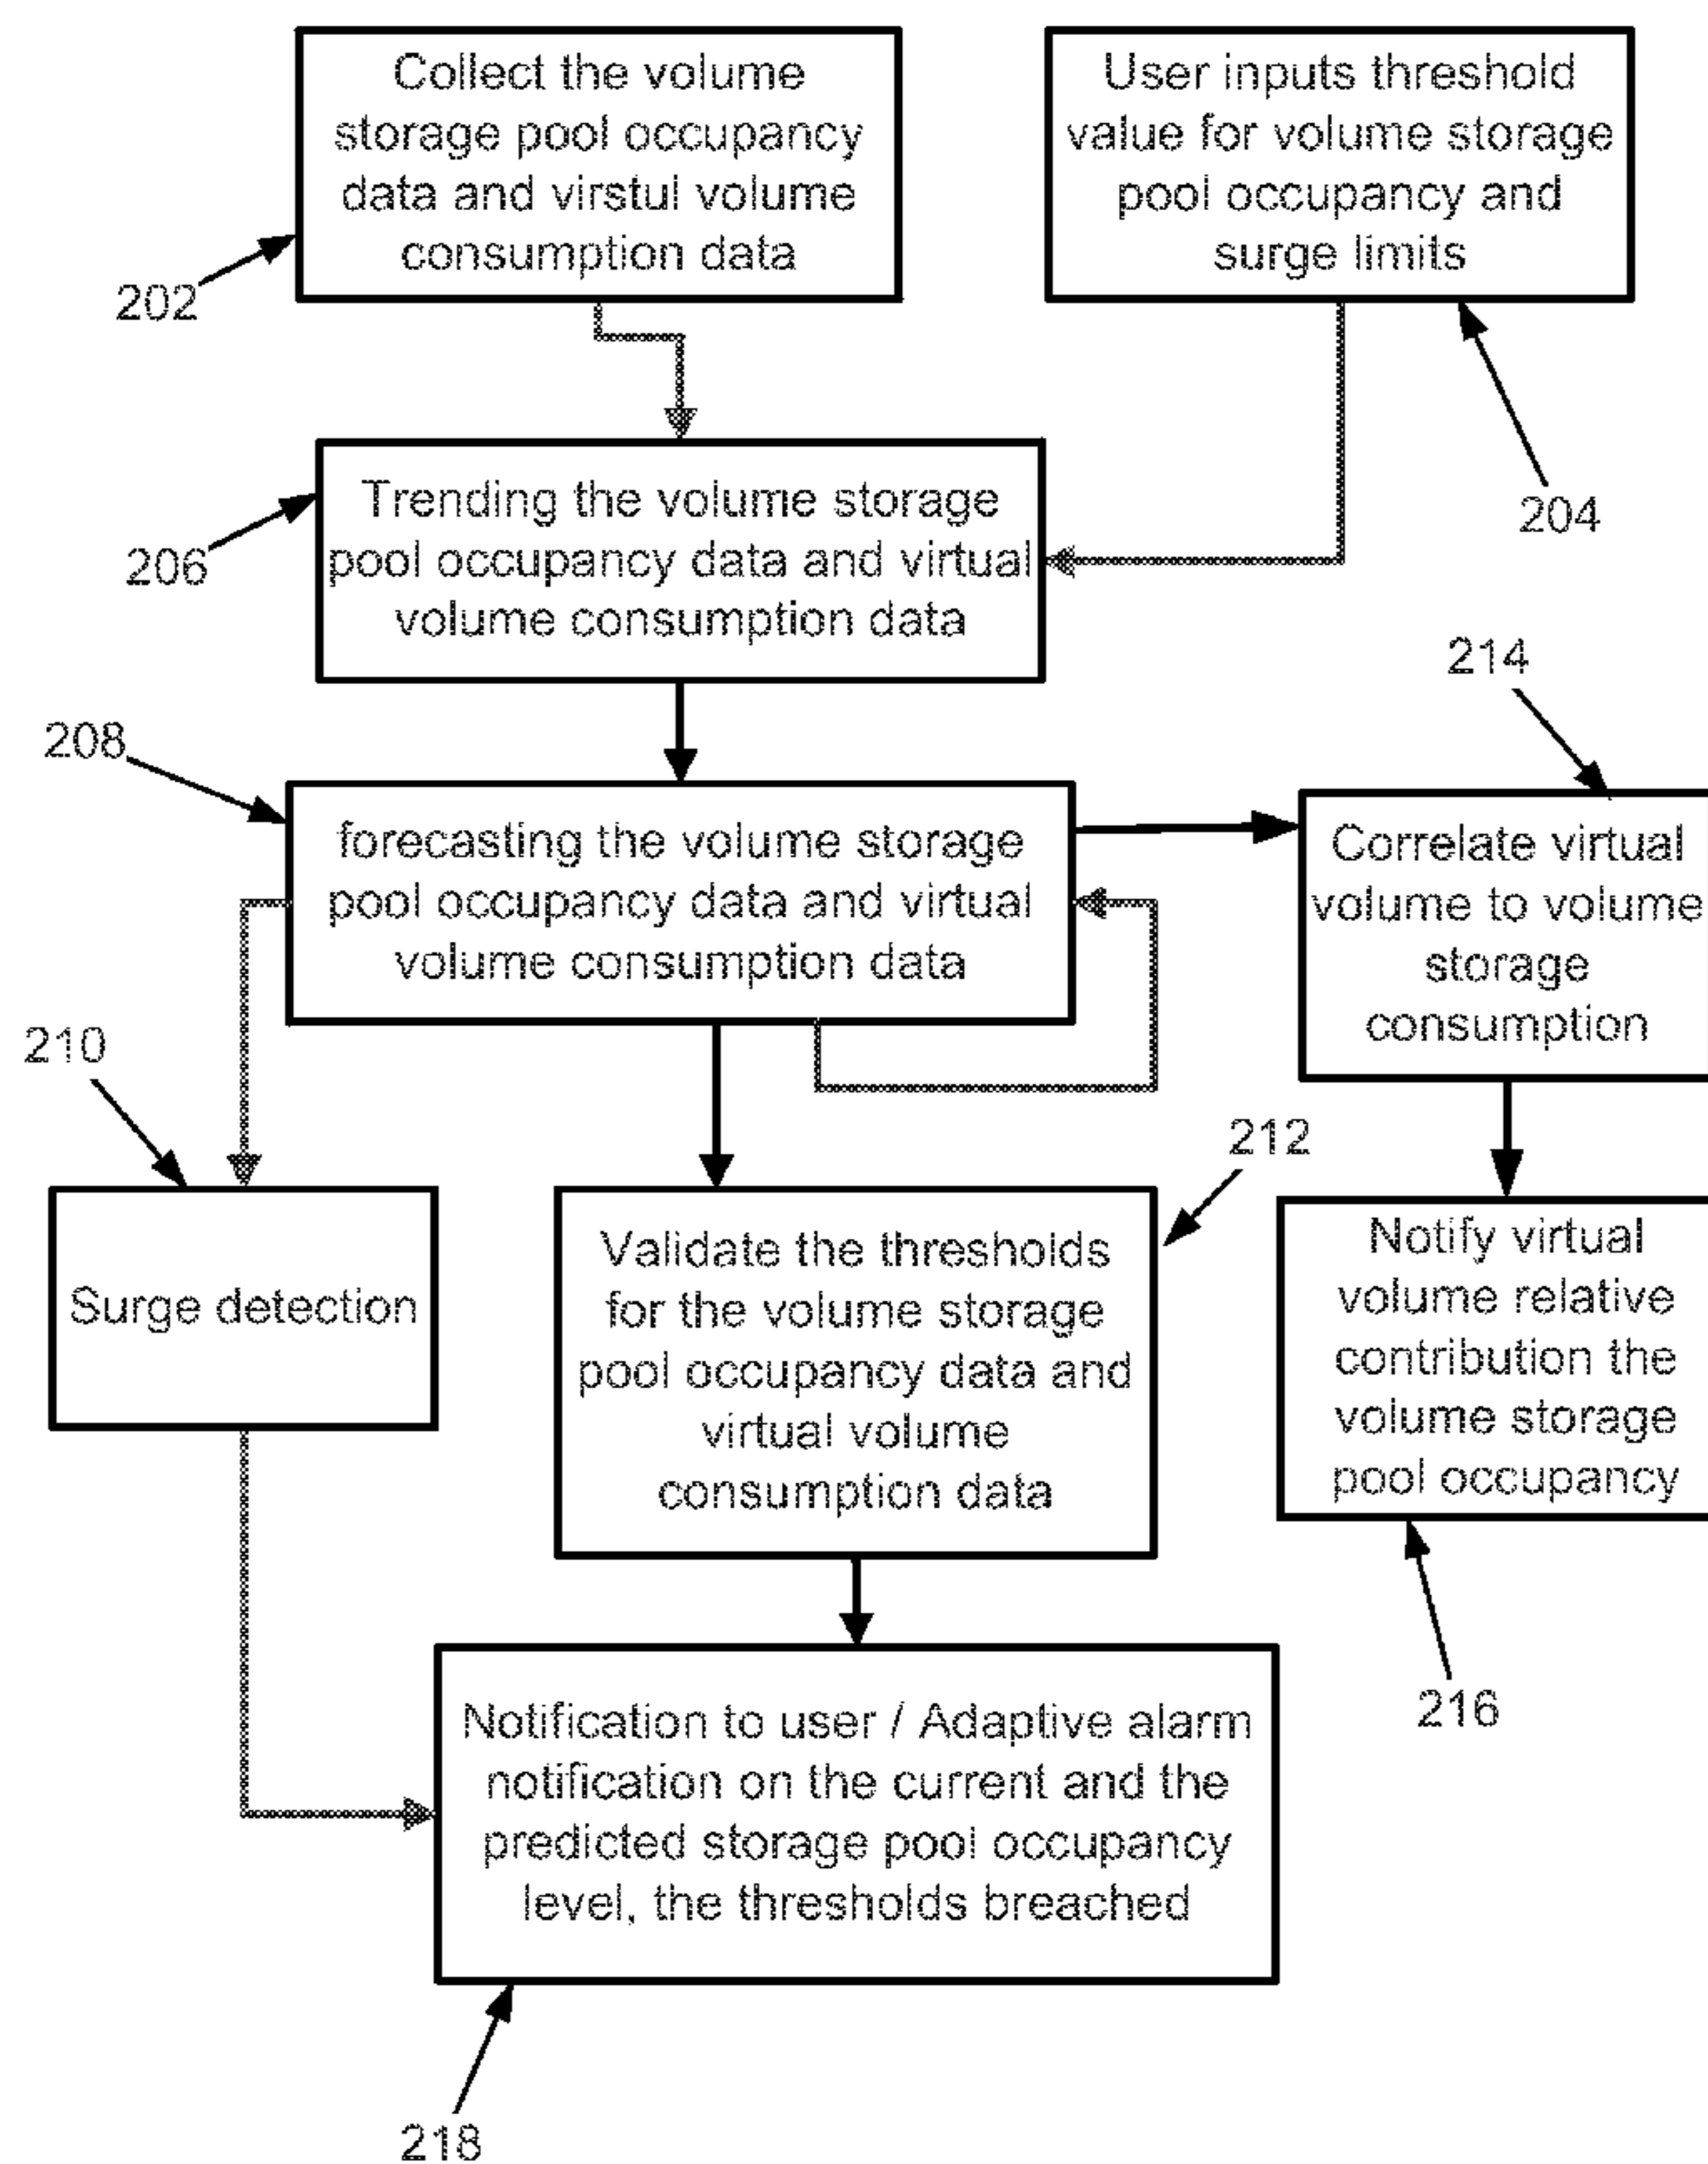 Collect the volume
storage pool occupancy
data and virstul volume
consumption data
User inputs threshold
value for volume storage
pool occupancy and
surge limits
202
204
Trending the volume storage
pool occupancy data and virtual
volume consumption data
206
214
208
forecasting the volume storage
pool occupancy data and virtual
volume consumption data
Correlate virtual
volume to volume
storage
consumption
210
212
Surge detection
Validate the thresholds
for the volume storage
pool occupancy data and
virtual volume
consumption data
Notify virtual
volume relative
contribution the
volume storage
pool occupancy
216
Notification to user / Adaptive alarm
notification on the current and the
predicted storage pool occupancy
level, the thresholds breached
218